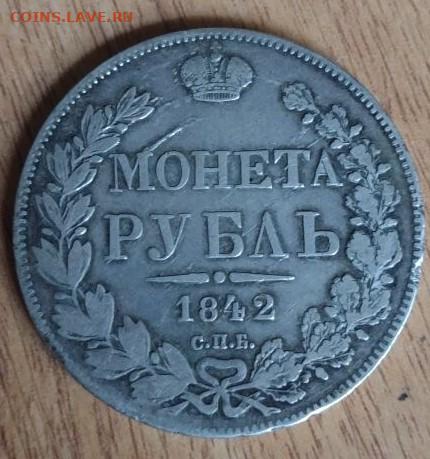 COINS.LAVE.RU
МОНЕТА
РУБЛЬ
1842
С.П.Б.